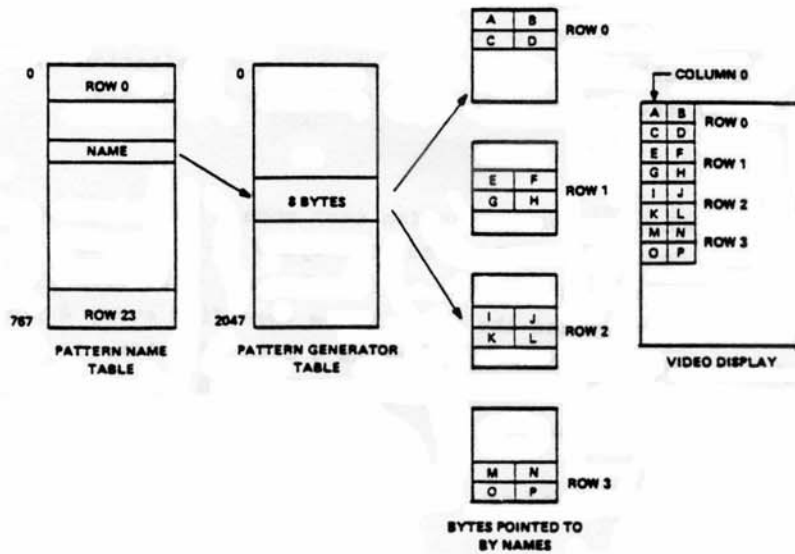 0
ROW 0
NAME
767
ROW 23
PATTERN NAME
TABLE
0
8 BYTES
2047
PATTERN GENERATOR
TABLE
A B
C D
ROW 0
E F
G H
ROW 1
I J
K L
ROW 2
M N
O P
ROW 3
BYTES POINTED TO
BY NAMES
COLUMN 0
A B
C D
ROW 0
E F
G H
ROW 1
I J
K L
ROW 2
M N
O P
ROW 3
VIDEO DISPLAY